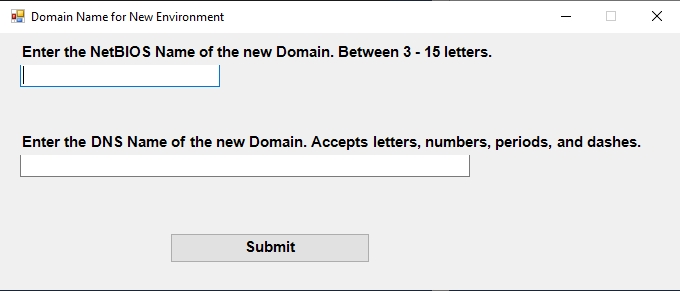 Domain Name for New Environment
Enter the NetBIOS Name of the new Domain. Between 3 - 15 letters.
Enter the DNS Name of the new Domain. Accepts letters, numbers, periods, and dashes.
Submit